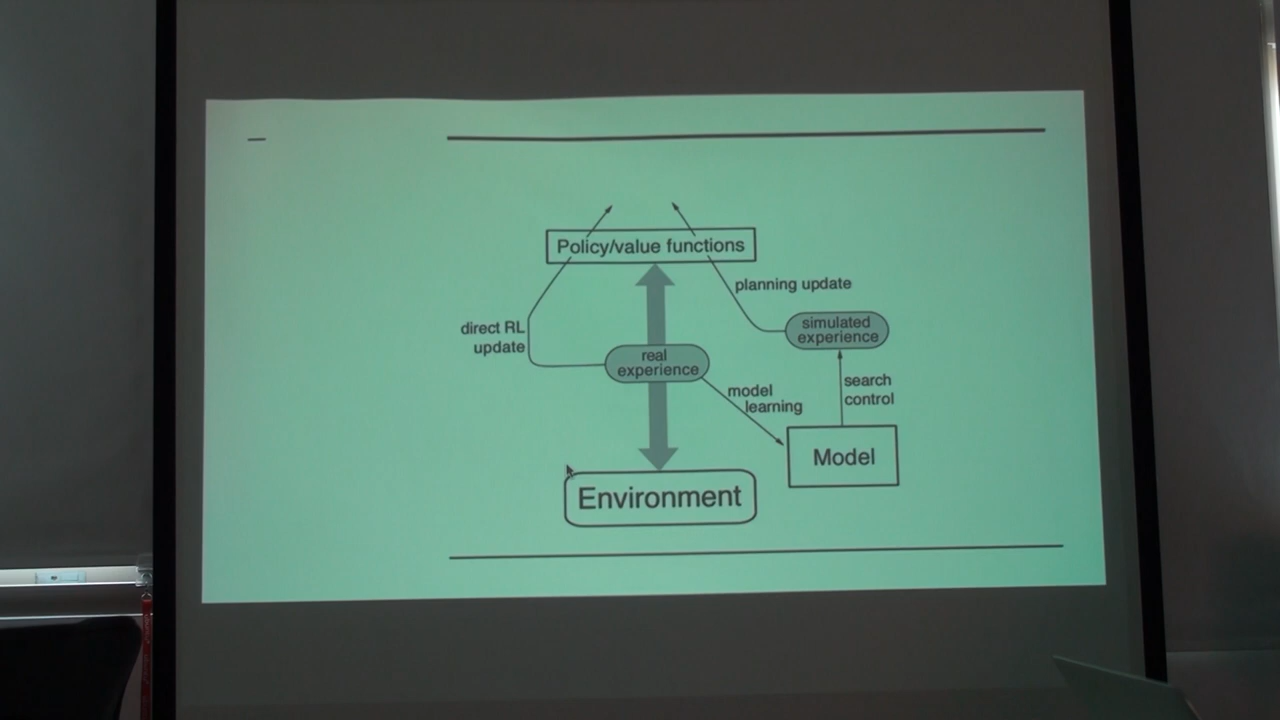 Policy/value functions
planning update
direct RL
update
simulated
experience
real
experience
model
learning
search
control
Model
Environment